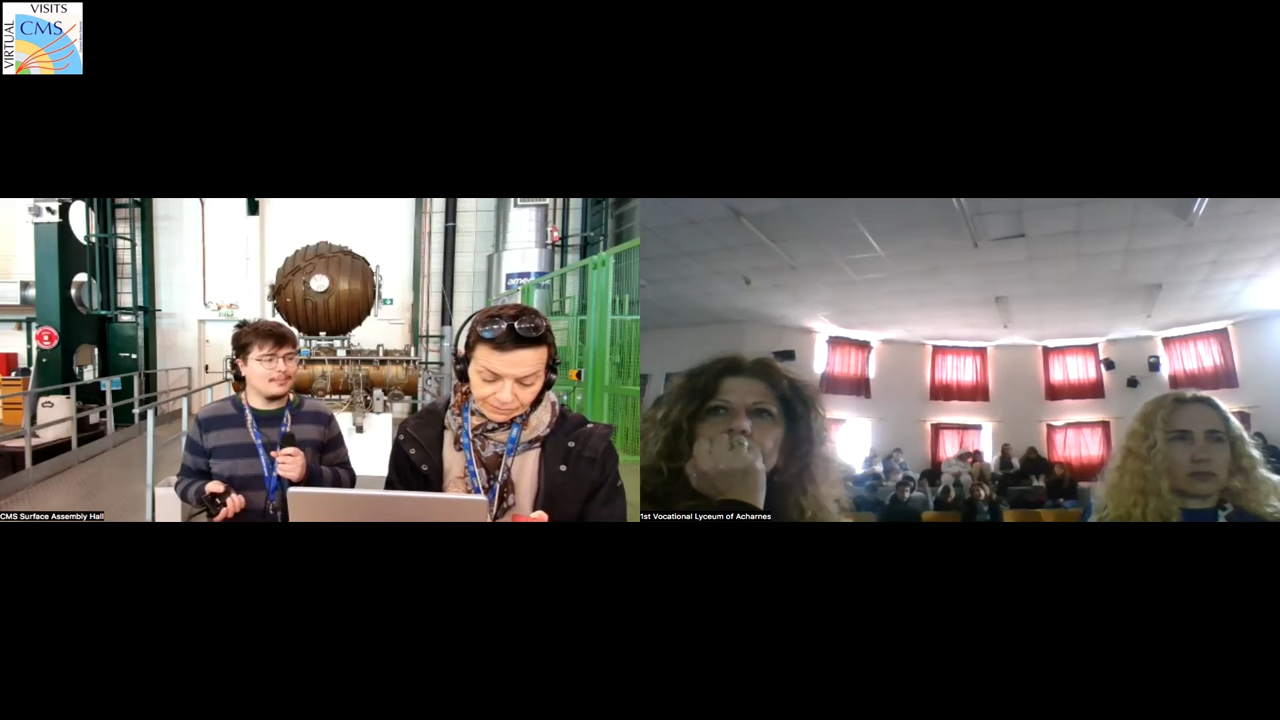 VISITS
VIRTUAL
CMS
CMS Surface Assembly Hall
1st Vocational Lyceum of Acharnes